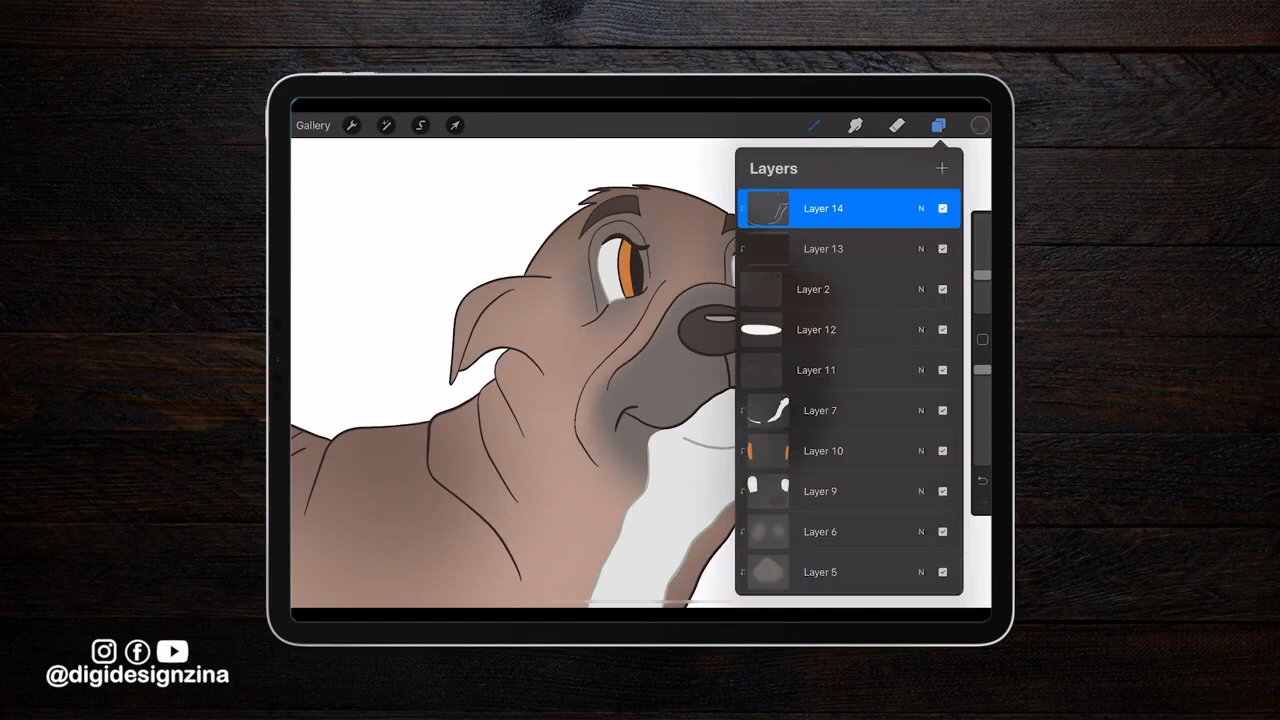 Gallery
Layers
Layer 14 N
Layer 13 N
Layer 2 N
Layer 12 N
Layer 11 N
Layer 7 N
Layer 10 N
Layer 9 N
Layer 6 N
Layer 5 N
@digidesignzina